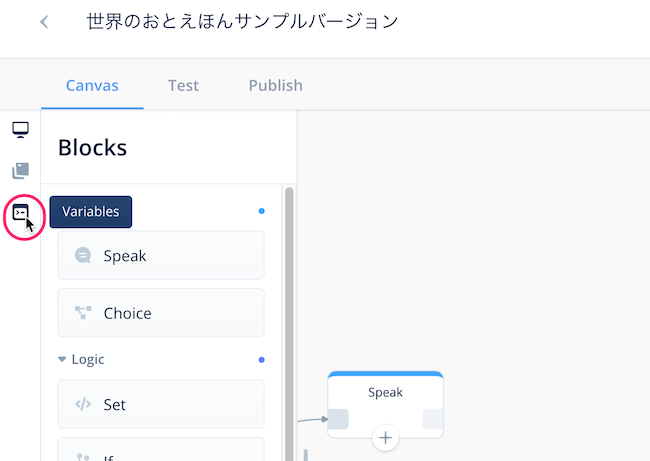 世界のおとえほんサンプルバージョン
Canvas Test Publish
Blocks
Variables
Speak
Choice
Logic
Set
If
Speak